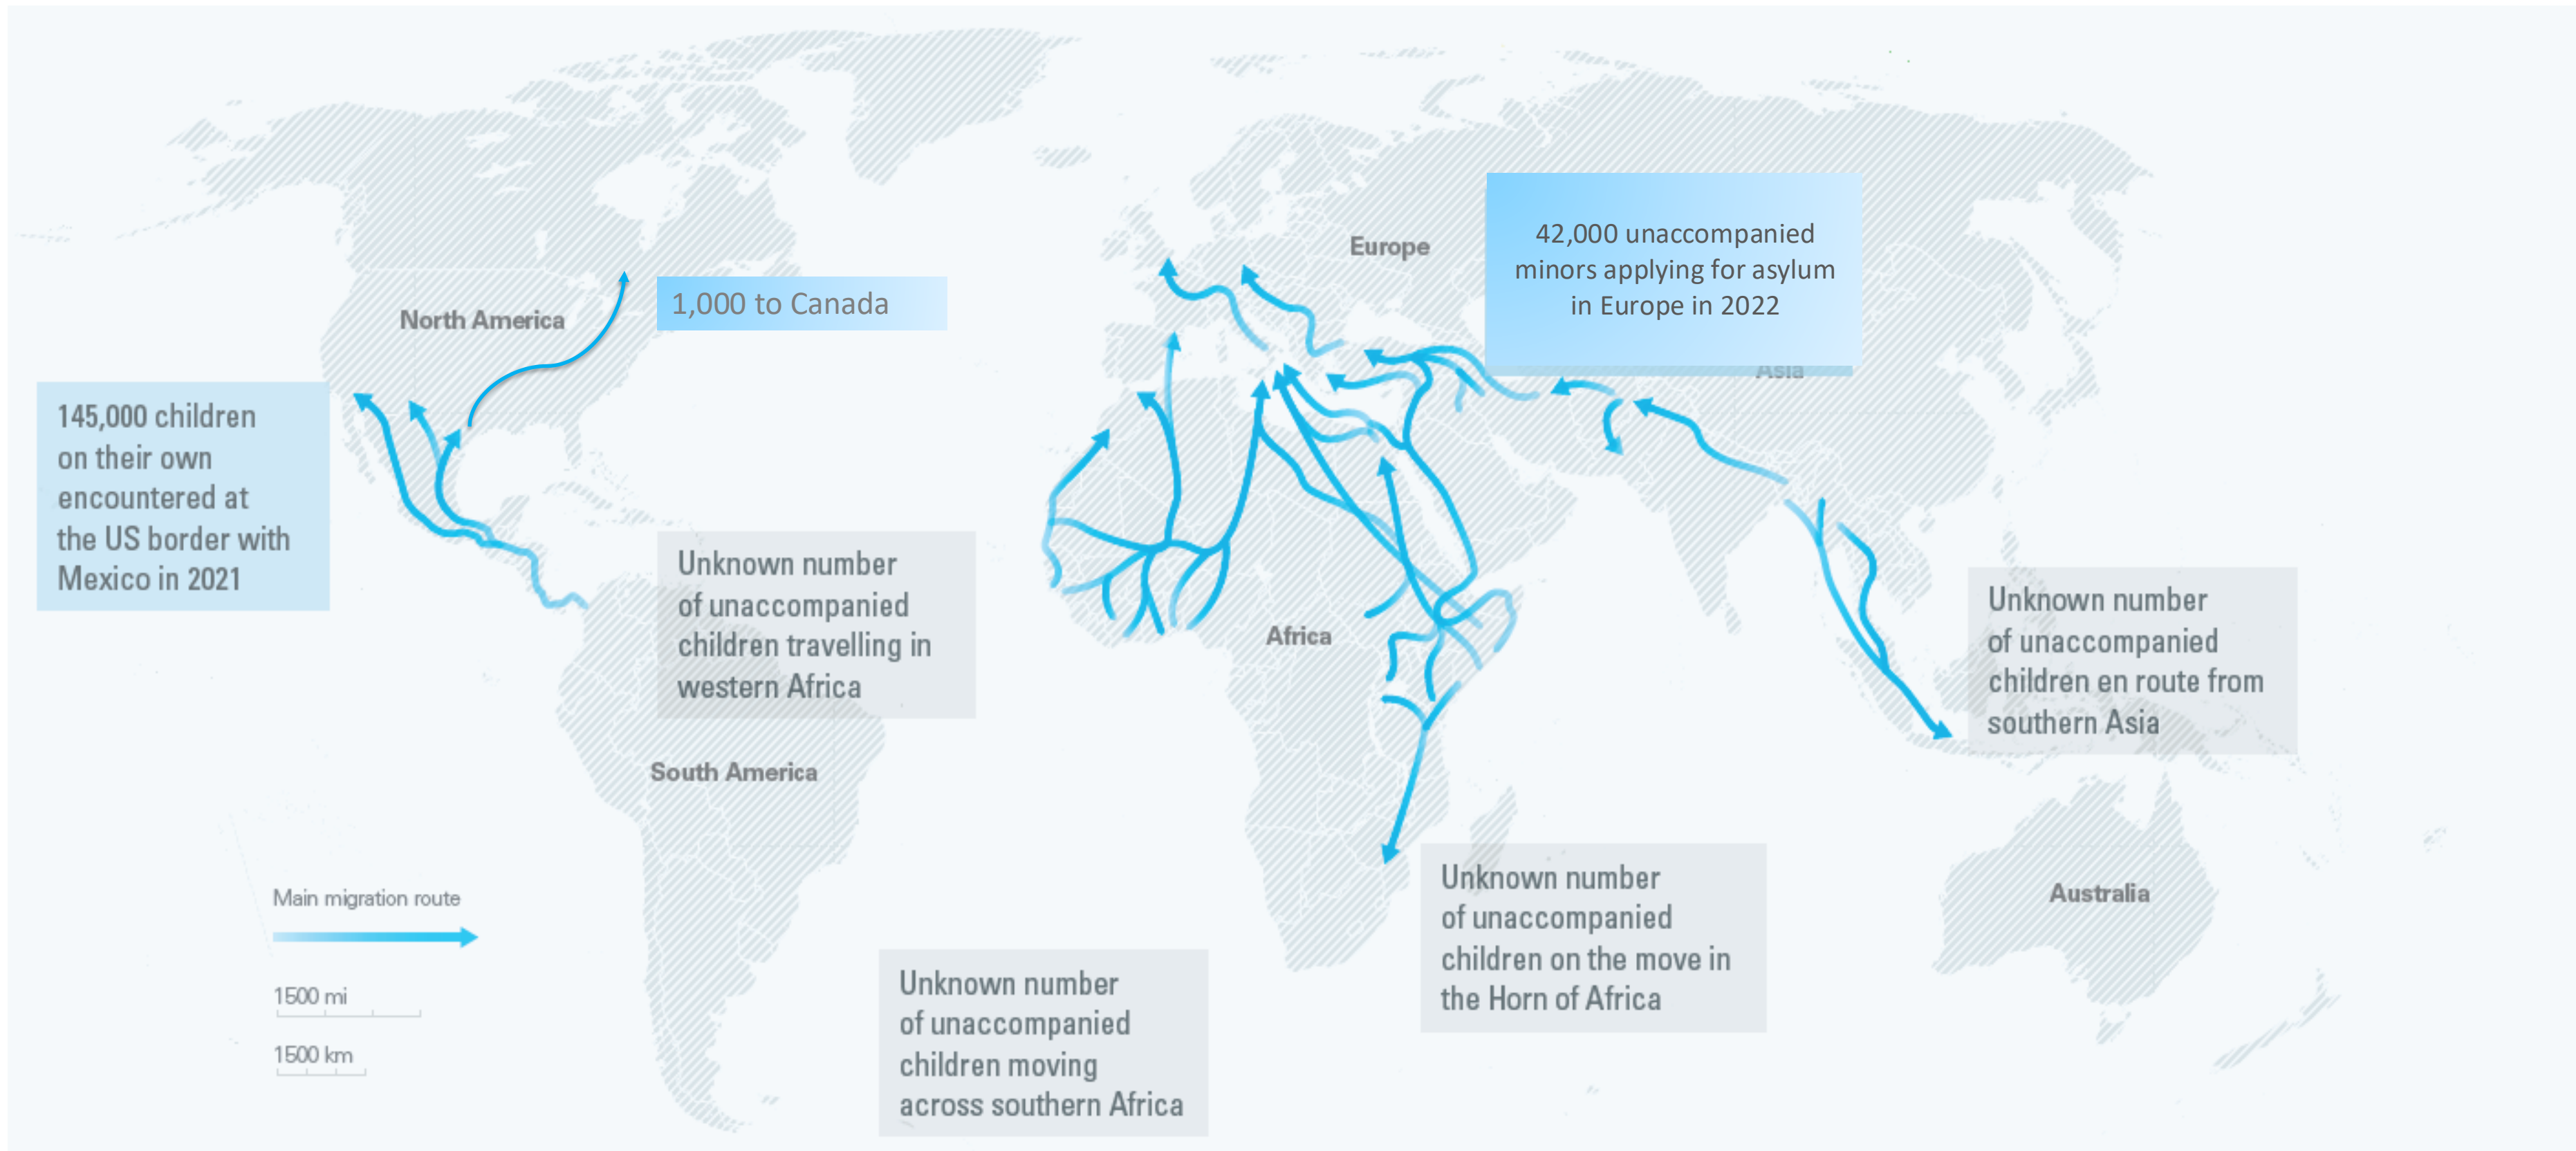 Europe
42,000 unaccompanied
minors applying for asylum
in Europe in 2022
Asia
1,000 to Canada
North America
145,000 children
on their own
encountered at
the US border with
Mexico in 2021
Unknown number
of unaccompanied
children travelling in
western Africa
Africa
Unknown number
of unaccompanied
children en route from
southern Asia
South America
Unknown number
of unaccompanied
children on the move in
the Horn of Africa
Australia
Main migration route
1500 mi
1500 km
Unknown number
of unaccompanied
children moving
across southern Africa